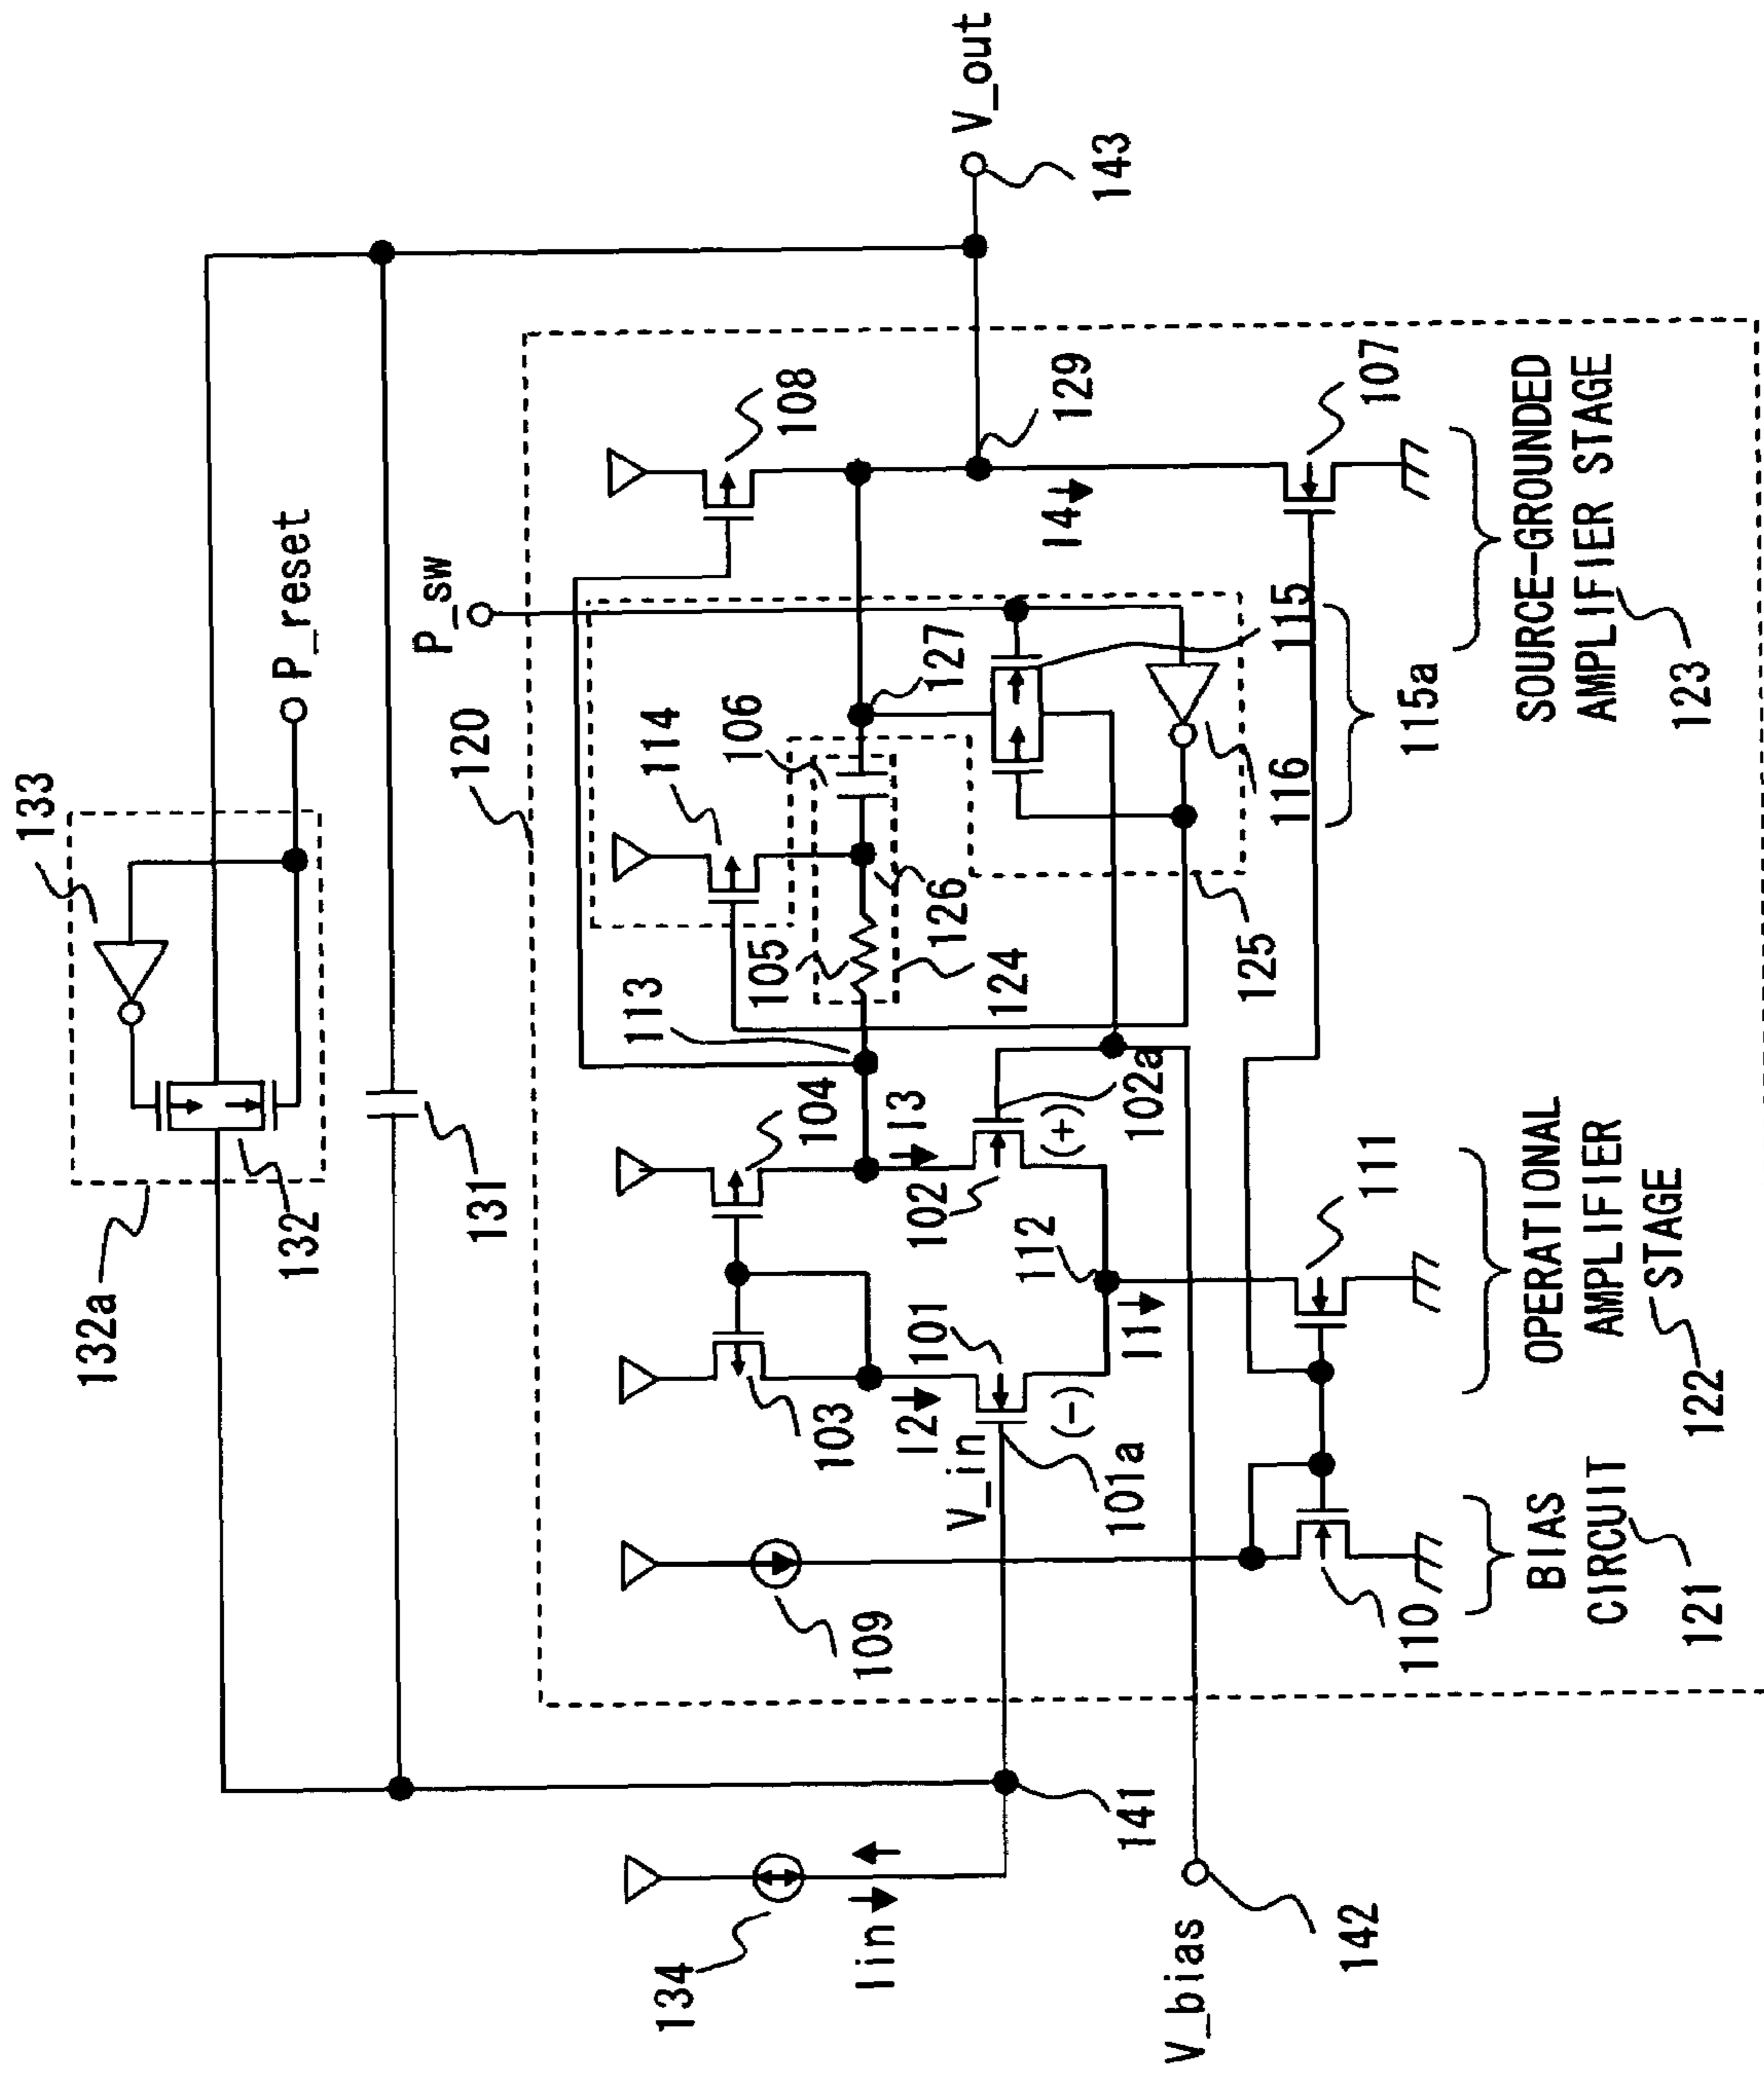 133
132a
132
P_reset
131
120
P_sw
V_out
143
134
Iin
109
103
104
113
105
114
106
126
124
127
108
129
I2
101
V_in
(-)
101a
I3
102
(+)
102a
112
I1
125
116
115
115a
I4
107
141
V_bias
142
110
111
BIAS
CIRCUIT
121
OPERATIONAL
AMPLIFIER
STAGE
122
SOURCE-GROUNDED
AMPLIFIER STAGE
123